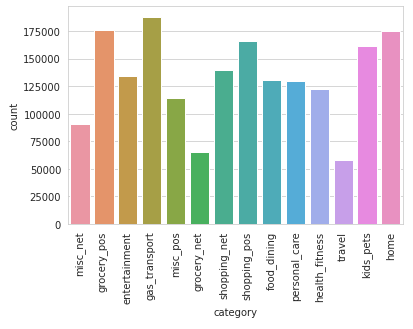 175000
150000
125000
100000
75000
50000
25000
0
count
misc_net
grocery_pos
entertainment
gas_transport
misc_pos
grocery_net
shopping_net
shopping_pos
food_dining
personal_care
health_fitness
travel
kids_pets
home
category